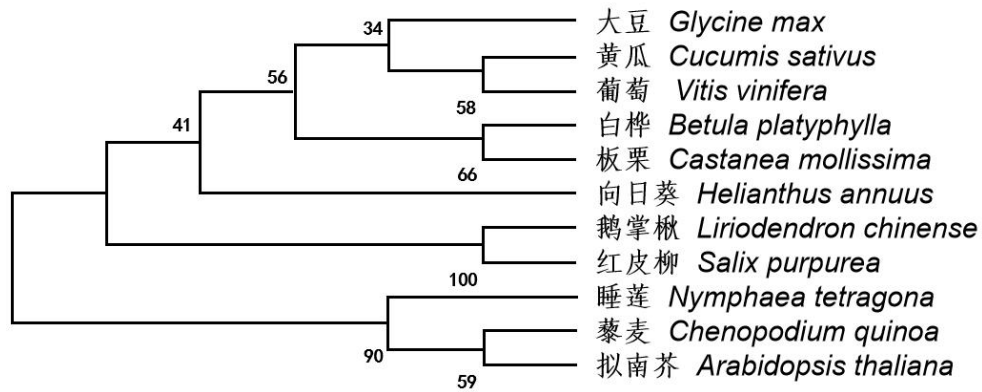 34
大豆 Glycine max
黄瓜 Cucumis sativus
56
葡萄 Vitis vinifera
58
41
白桦 Betula platyphylla
板栗 Castanea mollissima
66
向日葵 Helianthus annuus
鹅掌楸 Liriodendron chinense
红皮柳 Salix purpurea
100
睡莲 Nymphaea tetragona
藜麦 Chenopodium quinoa
90
拟南芥 Arabidopsis thaliana
59